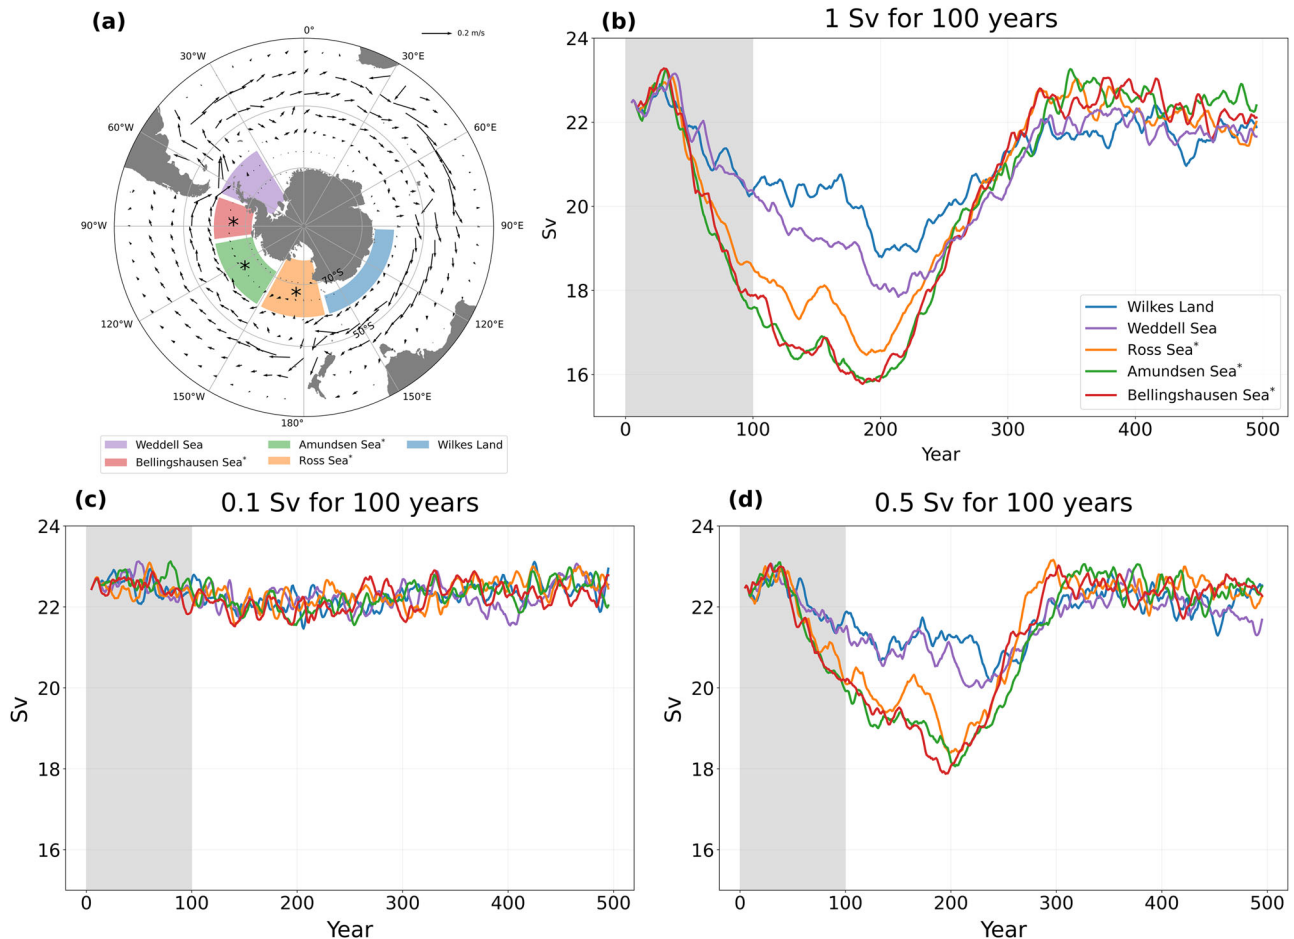 (a)
0.2 m/s
0°
30°W
30°E
60°W
60°E
90°W
90°E
70°S
50°S
120°W
120°E
150°W
150°E
180°
Weddell Sea
Amundsen Sea*
Wilkes Land
Bellingshausen Sea*
Ross Sea*
(b)
1 Sv for 100 years
24
22
20
18
16
Sv
0
100
200
300
400
500
Year
Wilkes Land
Weddell Sea
Ross Sea*
Amundsen Sea*
Bellingshausen Sea*
(c)
0.1 Sv for 100 years
24
22
20
18
16
Sv
0
100
200
300
400
500
Year
(d)
0.5 Sv for 100 years
24
22
20
18
16
Sv
0
100
200
300
400
500
Year